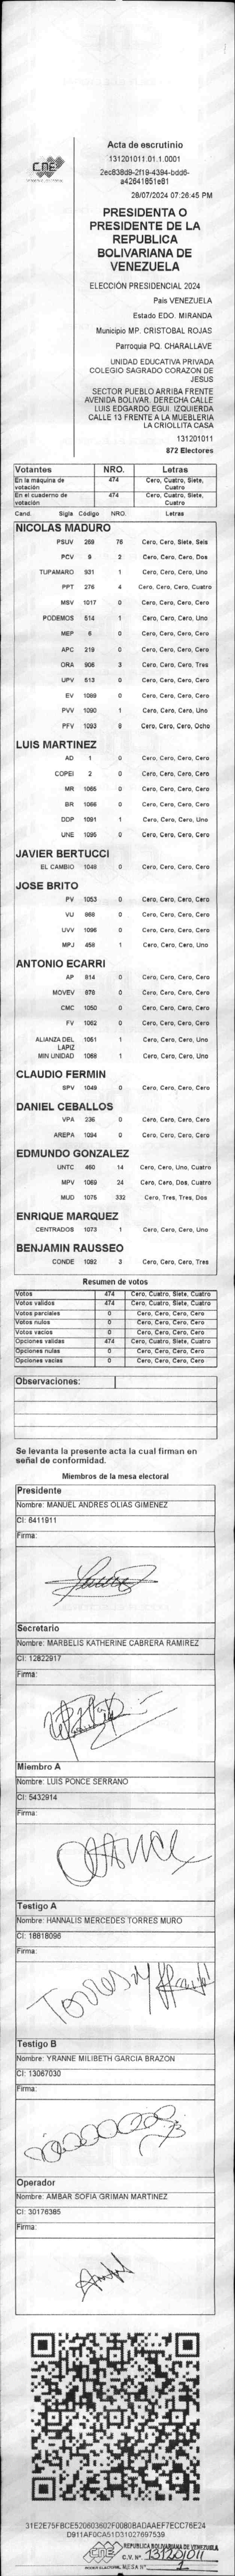 Acta de escrutinio
131201011.01.1.0001
2ec838d9-2f19-4394-bdd6-
a42641851e81
28/07/2024 07:26:45 PM
CNE
PRESIDENTA O
PRESIDENTE DE LA
REPUBLICA
BOLIVARIANA DE
VENEZUELA
ELECCIÓN PRESIDENCIAL 2024
País VENEZUELA
Estado EDO. MIRANDA
Municipio MP. CRISTOBAL ROJAS
Parroquia PQ. CHARALLAVE
UNIDAD EDUCATIVA PRIVADA
COLEGIO SAGRADO CORAZON DE
JESUS
SECTOR PUEBLO ARRIBA FRENTE
AVENIDA BOLIVAR. DERECHA CALLE
LUIS EDGARDO EGUI. IZQUIERDA
CALLE 13 FRENTE A LA MUEBLERIA
LA CRIOLLITA CASA
131201011
872 Electores
Votantes NRO. Letras
En la máquina de votación 474 Cero, Cuatro, Siete, Cuatro
En el cuaderno de votación 474 Cero, Cuatro, Siete, Cuatro
Cand. Sigla Código NRO. Letras
NICOLAS MADURO
PSUV 269 76 Cero, Cero, Siete, Seis
PCV 9 2 Cero, Cero, Cero, Dos
TUPAMARO 931 1 Cero, Cero, Cero, Uno
PPT 276 4 Cero, Cero, Cero, Cuatro
MSV 1017 0 Cero, Cero, Cero, Cero
PODEMOS 514 1 Cero, Cero, Cero, Uno
MEP 6 0 Cero, Cero, Cero, Cero
APC 219 0 Cero, Cero, Cero, Cero
ORA 906 3 Cero, Cero, Cero, Tres
UPV 513 0 Cero, Cero, Cero, Cero
EV 1089 0 Cero, Cero, Cero, Cero
PVV 1090 1 Cero, Cero, Cero, Uno
PFV 1093 8 Cero, Cero, Cero, Ocho
LUIS MARTINEZ
AD 1 0 Cero, Cero, Cero, Cero
COPEI 2 0 Cero, Cero, Cero, Cero
MR 1065 0 Cero, Cero, Cero, Cero
BR 1066 0 Cero, Cero, Cero, Cero
DDP 1091 1 Cero, Cero, Cero, Uno
UNE 1095 0 Cero, Cero, Cero, Cero
JAVIER BERTUCCI
EL CAMBIO 1048 0 Cero, Cero, Cero, Cero
JOSE BRITO
PV 1053 0 Cero, Cero, Cero, Cero
VU 968 0 Cero, Cero, Cero, Cero
UVV 1096 0 Cero, Cero, Cero, Cero
MPJ 458 1 Cero, Cero, Cero, Uno
ANTONIO ECARRI
AP 914 0 Cero, Cero, Cero, Cero
MOVEV 970 0 Cero, Cero, Cero, Cero
CMC 1050 0 Cero, Cero, Cero, Cero
FV 1062 0 Cero, Cero, Cero, Cero
ALIANZA DEL LAPIZ 1051 1 Cero, Cero, Cero, Uno
MIN UNIDAD 1068 1 Cero, Cero, Cero, Uno
CLAUDIO FERMIN
SPV 1049 0 Cero, Cero, Cero, Cero
DANIEL CEBALLOS
VPA 236 0 Cero, Cero, Cero, Cero
AREPA 1094 0 Cero, Cero, Cero, Cero
EDMUNDO GONZALEZ
UNTC 460 14 Cero, Cero, Uno, Cuatro
MPV 1069 24 Cero, Cero, Dos, Cuatro
MUD 1075 332 Cero, Tres, Tres, Dos
ENRIQUE MARQUEZ
CENTRADOS 1073 1 Cero, Cero, Cero, Uno
BENJAMIN RAUSSEO
CONDE 1092 3 Cero, Cero, Cero, Tres
Resumen de votos
Votos 474 Cero, Cuatro, Siete, Cuatro
Votos validos 474 Cero, Cuatro, Siete, Cuatro
Votos parciales 0 Cero, Cero, Cero, Cero
Votos nulos 0 Cero, Cero, Cero, Cero
Votos vacios 0 Cero, Cero, Cero, Cero
Opciones validas 474 Cero, Cuatro, Siete, Cuatro
Opciones nulas 0 Cero, Cero, Cero, Cero
Opciones vacias 0 Cero, Cero, Cero, Cero
Observaciones:
Se levanta la presente acta la cual firman en
señal de conformidad.
Miembros de la mesa electoral
Presidente
Nombre: MANUEL ANDRES OLIAS GIMENEZ
CI: 6411911
Firma:
Secretario
Nombre: MARBELIS KATHERINE CABRERA RAMIREZ
CI: 12822917
Firma:
Miembro A
Nombre: LUIS PONCE SERRANO
CI: 5432914
Firma:
Testigo A
Nombre: HANNALIS MERCEDES TORRES MURO
CI: 18818096
Firma:
Torres M
Testigo B
Nombre: YRANNE MILIBETH GARCIA BRAZON
CI: 13067030
Firma:
Operador
Nombre: AMBAR SOFIA GRIMAN MARTINEZ
CI: 30176385
Firma:
31E2E75FBCE520603602F00B0BADAAEF7ECC76E24
D911AF0CA51D31027697539
CNE
REPUBLICA BOLIVARIANA DE VENEZUELA
C.V. Nº 131201011
PODER ELECTORAL MESA Nº 1